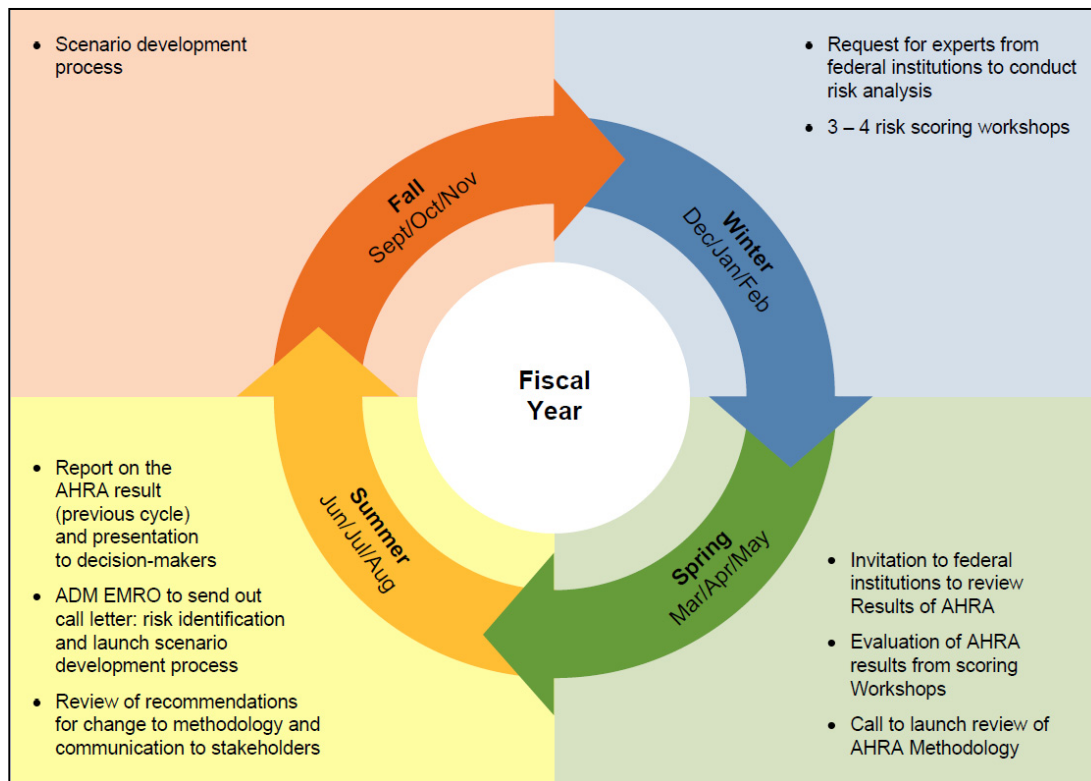 • Scenario development
process
• Request for experts from
federal institutions to conduct
risk analysis
• 3 – 4 risk scoring workshops
Fall
Sept/Oct/Nov
Winter
Dec/Jan/Feb
Fiscal
Year
Summer
Jun/Jul/Aug
Spring
Mar/Apr/May
• Report on the
AHRA result
(previous cycle)
and presentation
to decision-makers
• ADM EMRO to send out
call letter: risk identification
and launch scenario
development process
• Review of recommendations
for change to methodology and
communication to stakeholders
• Invitation to federal
institutions to review
Results of AHRA
• Evaluation of AHRA
results from scoring
Workshops
• Call to launch review of
AHRA Methodology